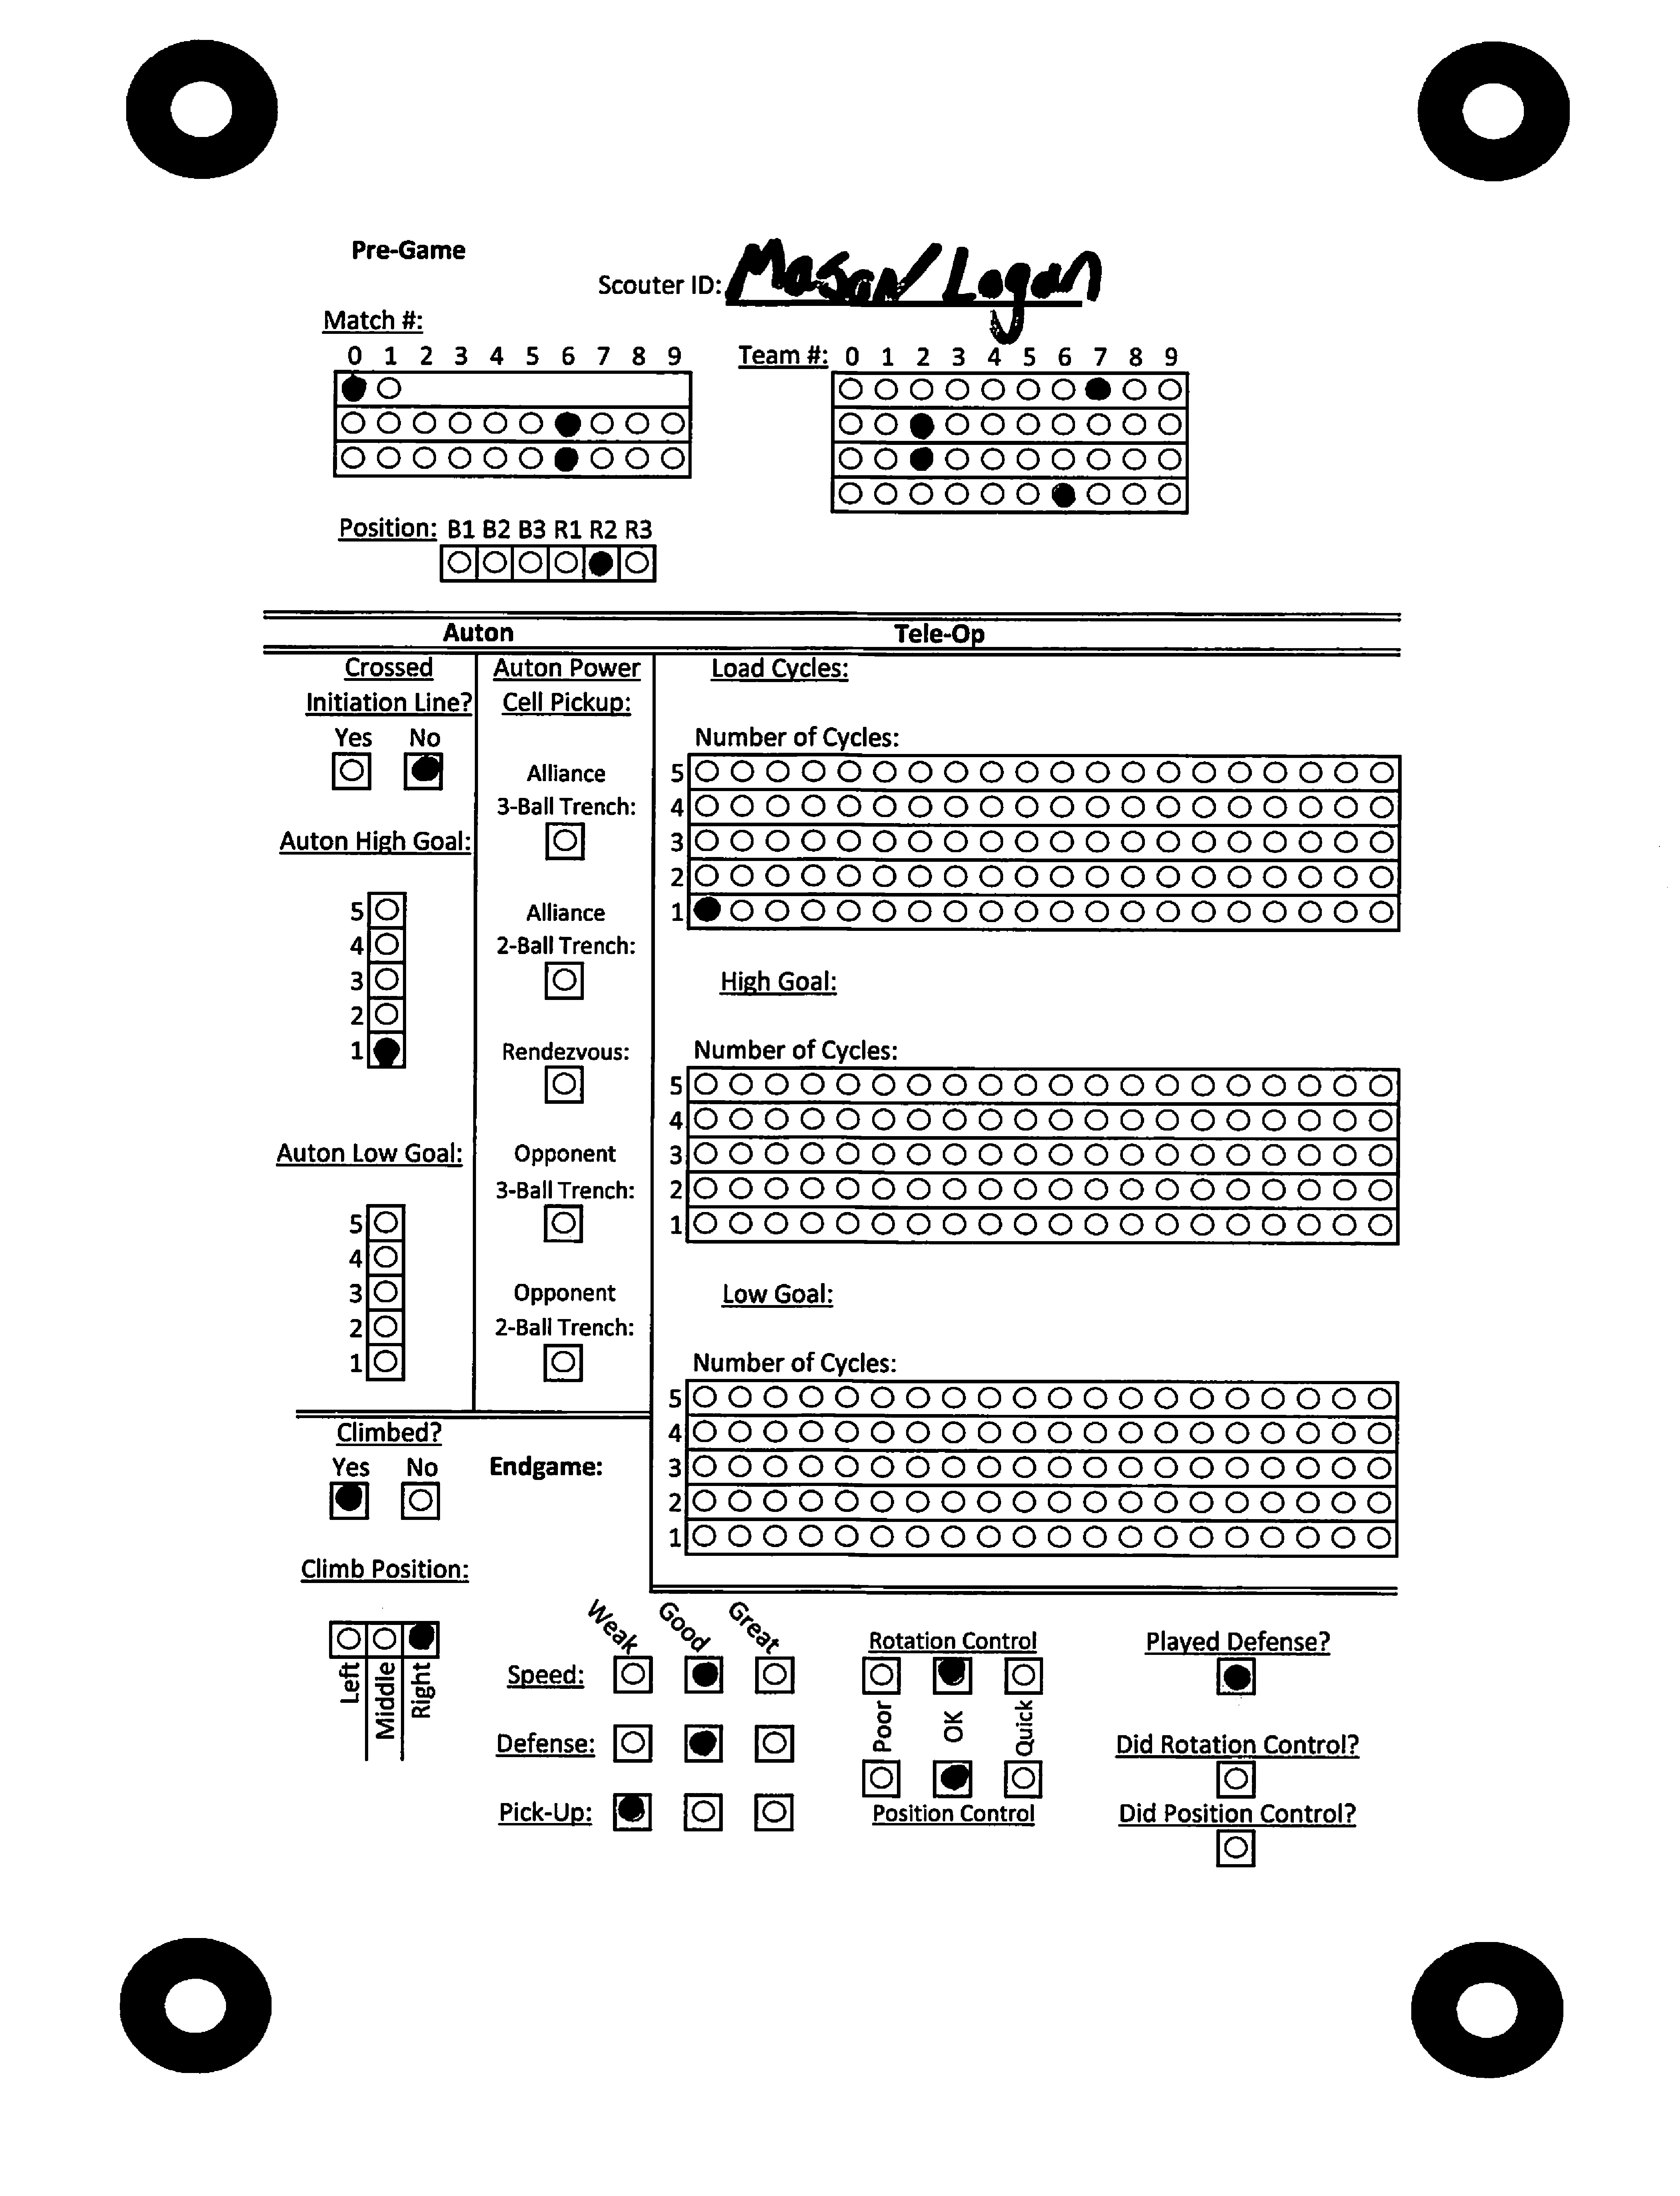 Pre-Game
Scouter ID: Mason/Logan
Match #:
0 1 2 3 4 5 6 7 8 9
Team #: 0 1 2 3 4 5 6 7 8 9
Position: B1 B2 B3 R1 R2 R3
Auton
Tele-Op
Crossed
Initiation Line?
Yes No
Auton High Goal:
5
4
3
2
1
Auton Low Goal:
5
4
3
2
1
Auton Power
Cell Pickup:
Alliance
3-Ball Trench:
Alliance
2-Ball Trench:
Rendezvous:
Opponent
3-Ball Trench:
Opponent
2-Ball Trench:
Load Cycles:
Number of Cycles:
5
4
3
2
1
High Goal:
Number of Cycles:
5
4
3
2
1
Low Goal:
Number of Cycles:
5
4
3
2
1
Climbed?
Yes No
Endgame:
Climb Position:
Left
Middle
Right
Weak
Good
Great
Speed:
Defense:
Pick-Up:
Rotation Control
Poor
OK
Quick
Position Control
Played Defense?
Did Rotation Control?
Did Position Control?